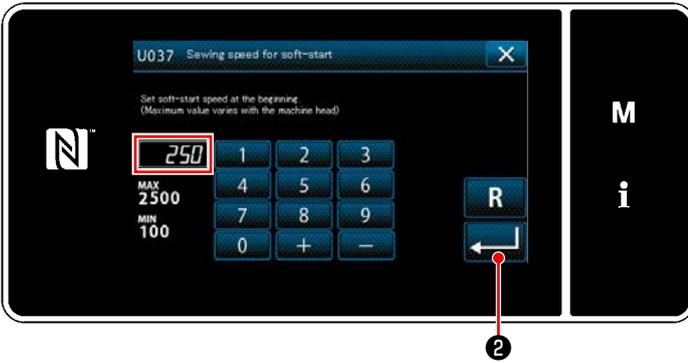 U037 Sewing speed for soft-start
Set soft-start speed at the beginning.
(Maximum value varies with the machine head)
250
1 2 3
MAX
2500
4 5 6
R
MIN
100
7 8 9
0 + −
N
M
i
❷